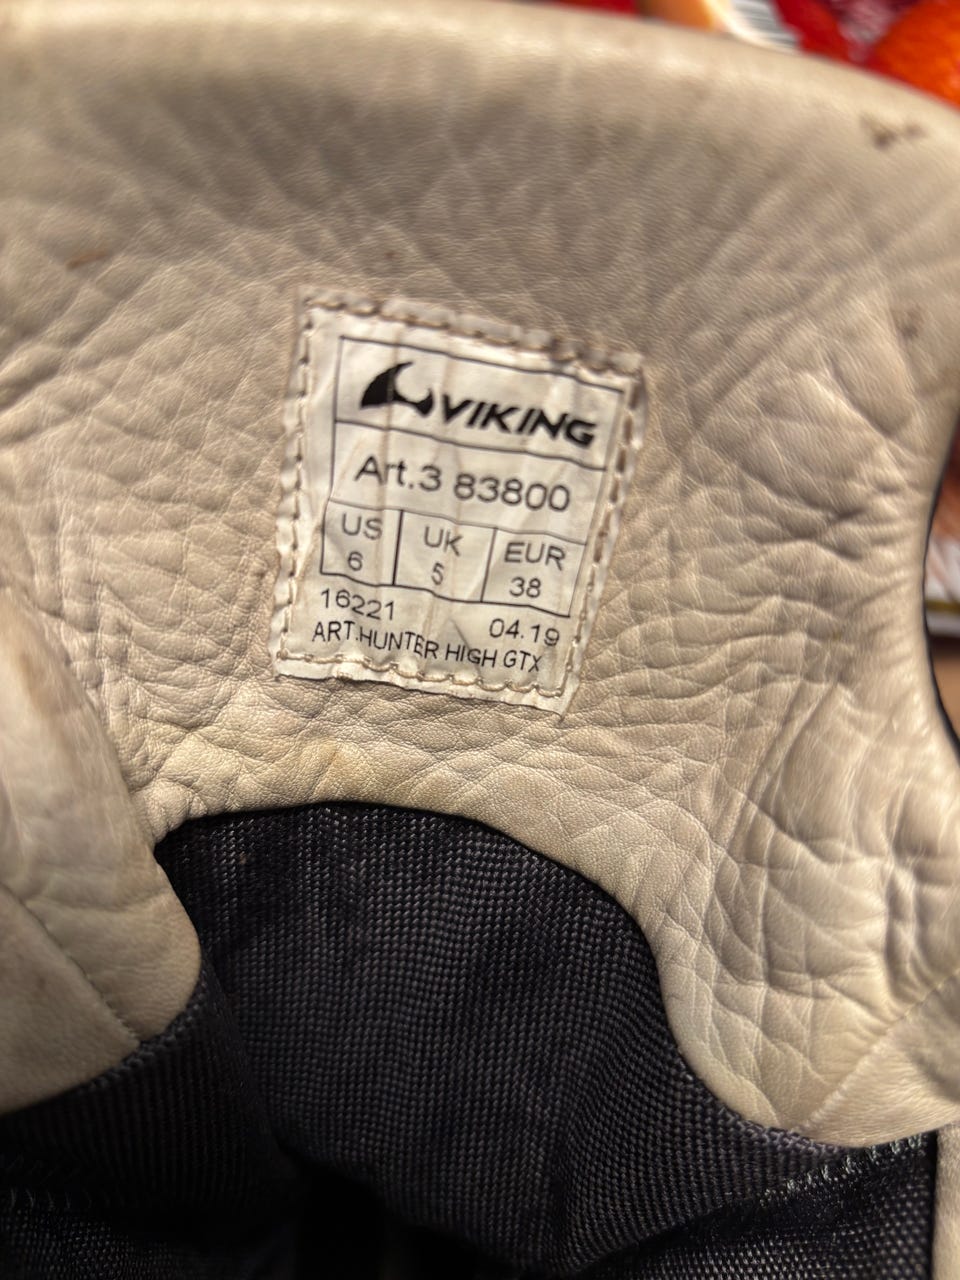 VIKING
Art.3 83800
US UK EUR
6 5 38
16221 04.19
ART.HUNTER HIGH GTX